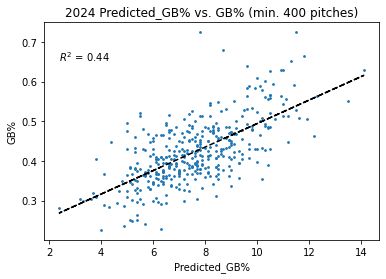 2024 Predicted_GB% vs. GB% (min. 400 pitches)
R² = 0.44
GB%
0.7
0.6
0.5
0.4
0.3
2 4 6 8 10 12 14
Predicted_GB%